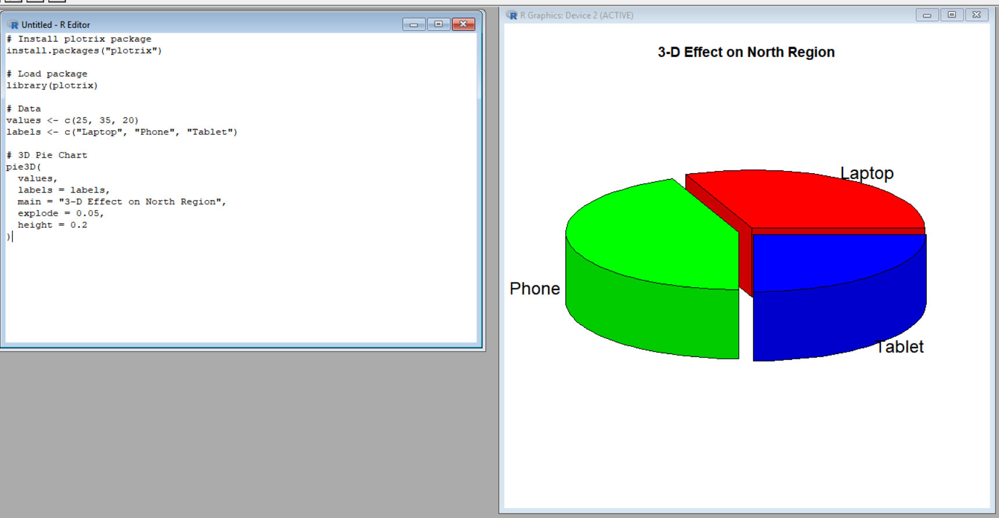 Untitled - R Editor
# Install plotrix package
install.packages("plotrix")
# Load package
library(plotrix)
# Data
values <- c(25, 35, 20)
labels <- c("Laptop", "Phone", "Tablet")
# 3D Pie Chart
pie3D(
  values,
  labels = labels,
  main = "3-D Effect on North Region",
  explode = 0.05,
  height = 0.2
)
R Graphics: Device 2 (ACTIVE)
3-D Effect on North Region
Laptop
Phone
Tablet